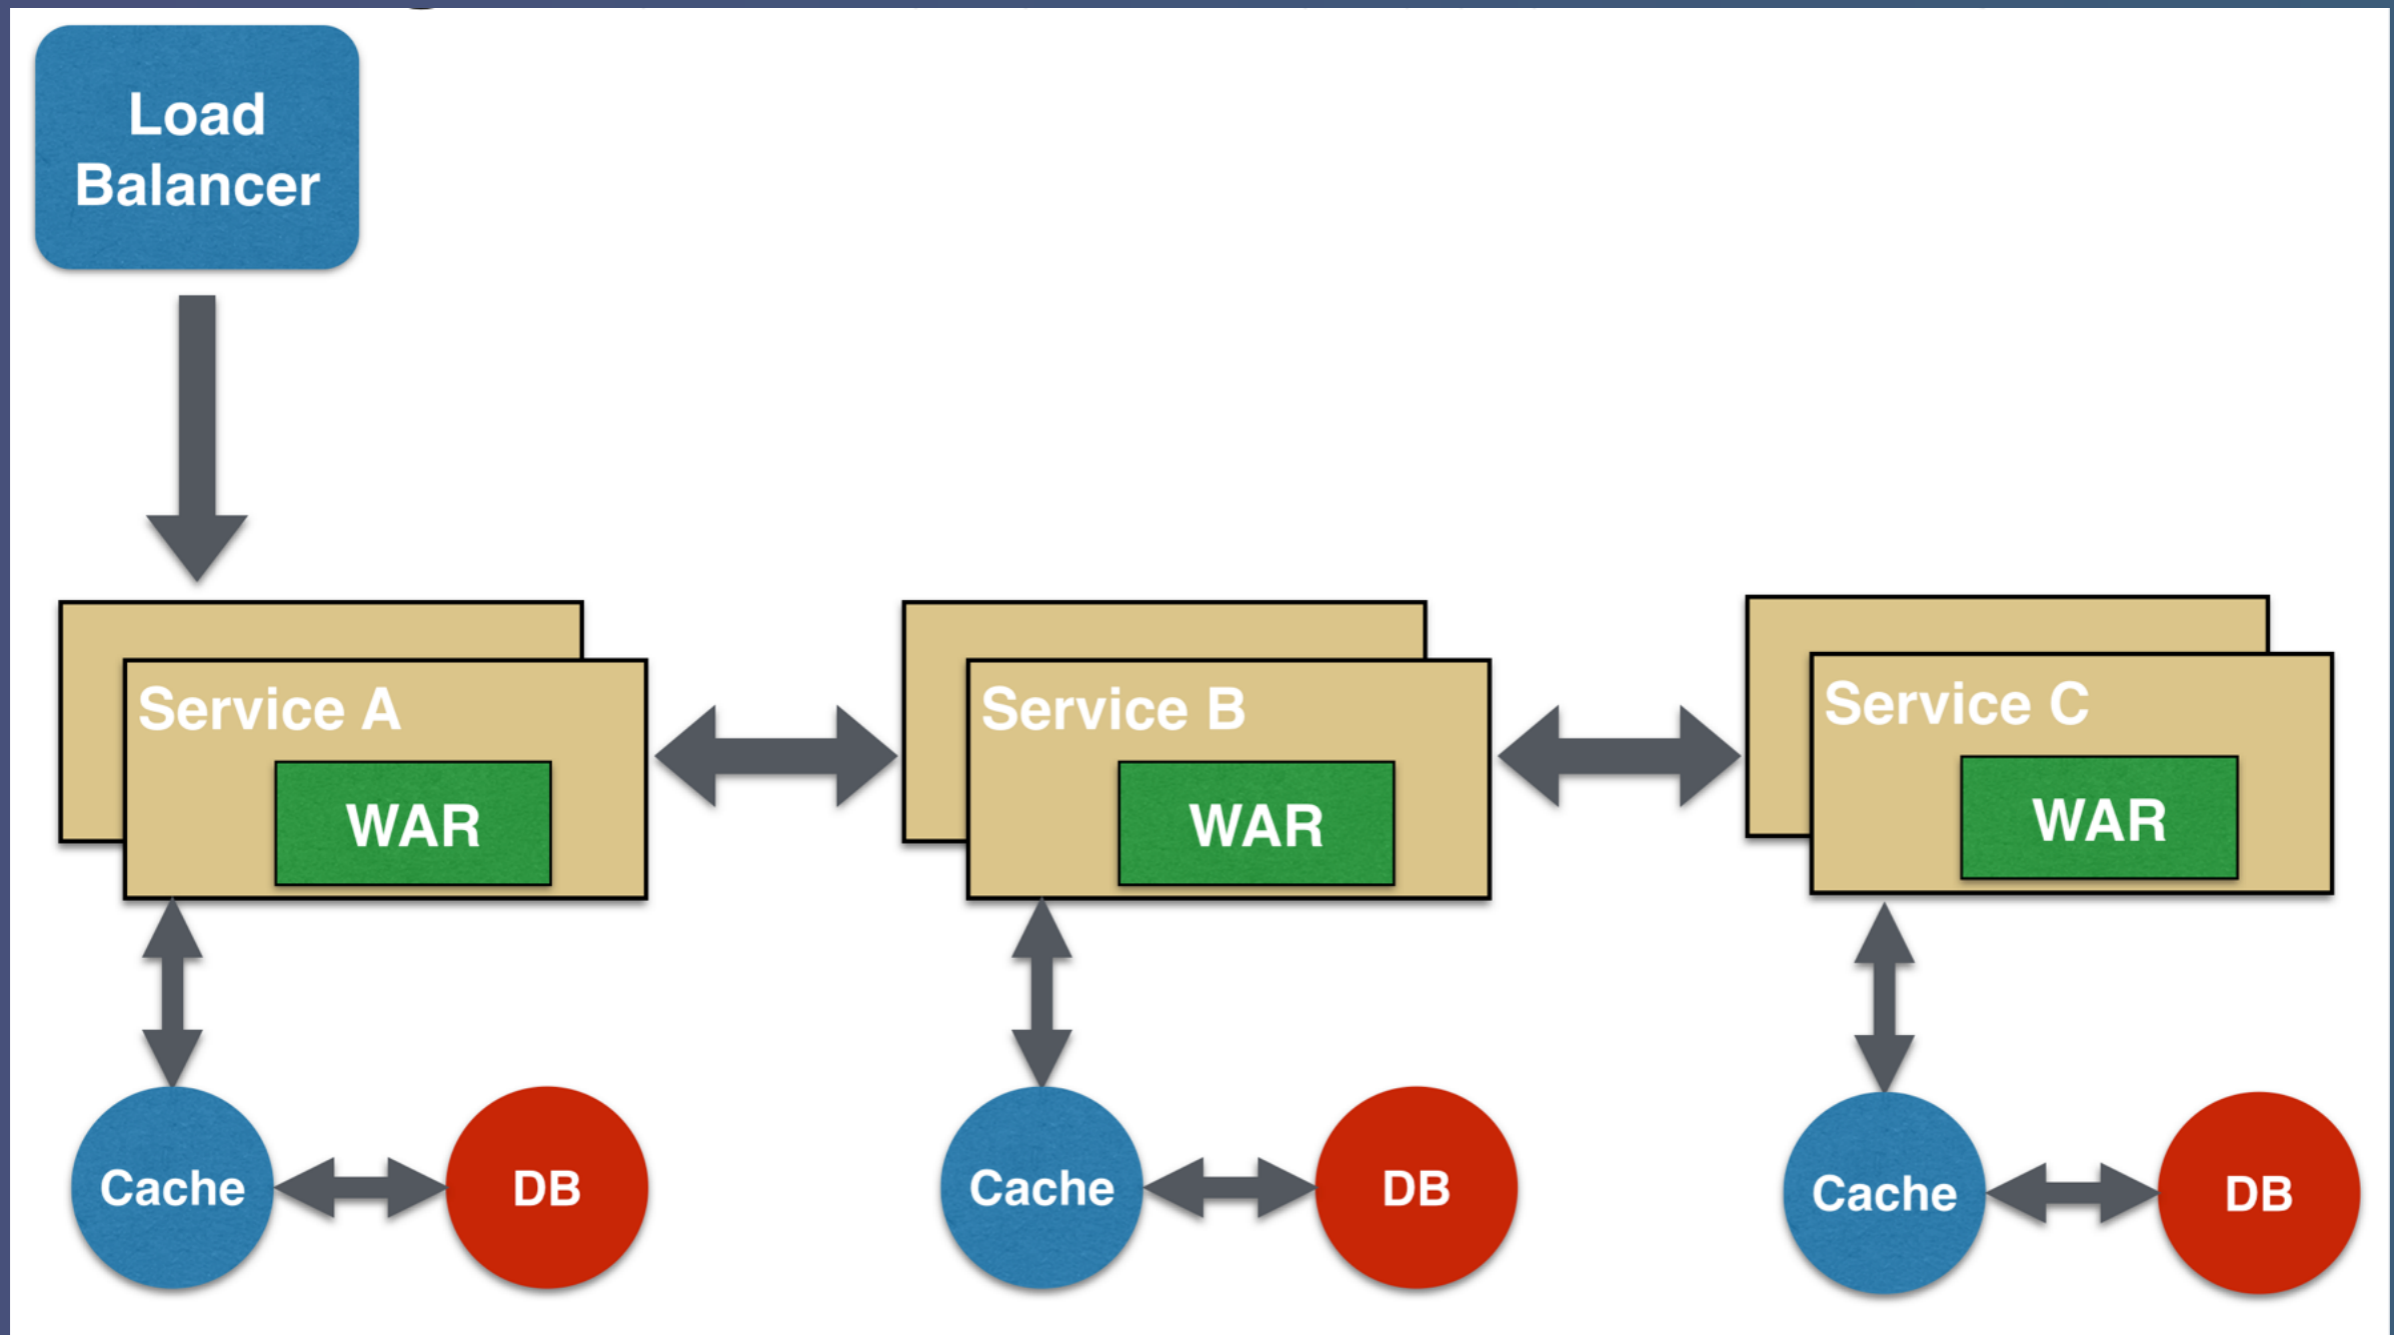 Load
Balancer
Service A
WAR
Service B
WAR
Service C
WAR
Cache
DB
Cache
DB
Cache
DB